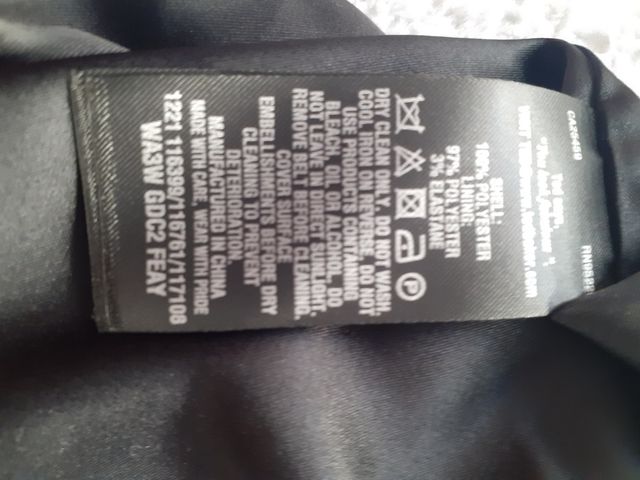 CA29489
SHELL:
100% POLYESTER
LINING:
97% POLYESTER
3% ELASTANE
P
DRY CLEAN ONLY, DO NOT WASH,
COOL IRON ON REVERSE, DO NOT
USE PRODUCTS CONTAINING
BLEACH, OIL OR ALCOHOL, DO
NOT LEAVE IN DIRECT SUNLIGHT,
REMOVE BELT BEFORE CLEANING,
COVER SURFACE
EMBELLISHMENTS BEFORE DRY
CLEANING TO PREVENT
DETERIORATION.
MANUFACTURED IN CHINA
MADE WITH CARE, WEAR WITH PRIDE
1221 116399/116761/117108
WA3W GDC2 FEAY